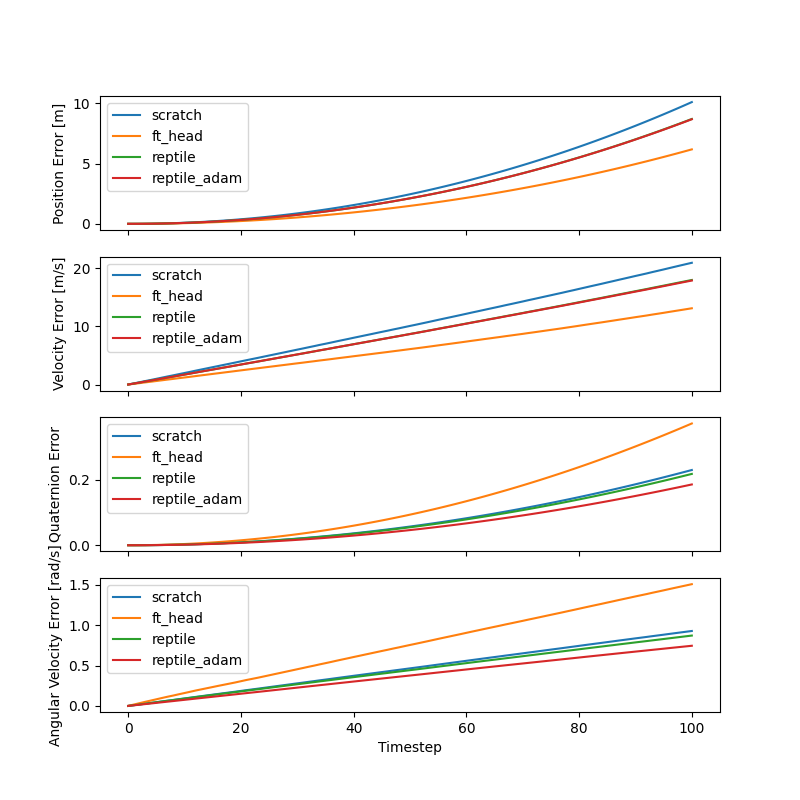 Position Error [m]
10
5
0
scratch
ft_head
reptile
reptile_adam
Velocity Error [m/s]
20
10
0
scratch
ft_head
reptile
reptile_adam
Quaternion Error
0.2
0.0
scratch
ft_head
reptile
reptile_adam
Angular Velocity Error [rad/s]
1.5
1.0
0.5
0.0
scratch
ft_head
reptile
reptile_adam
0 20 40 60 80 100
Timestep